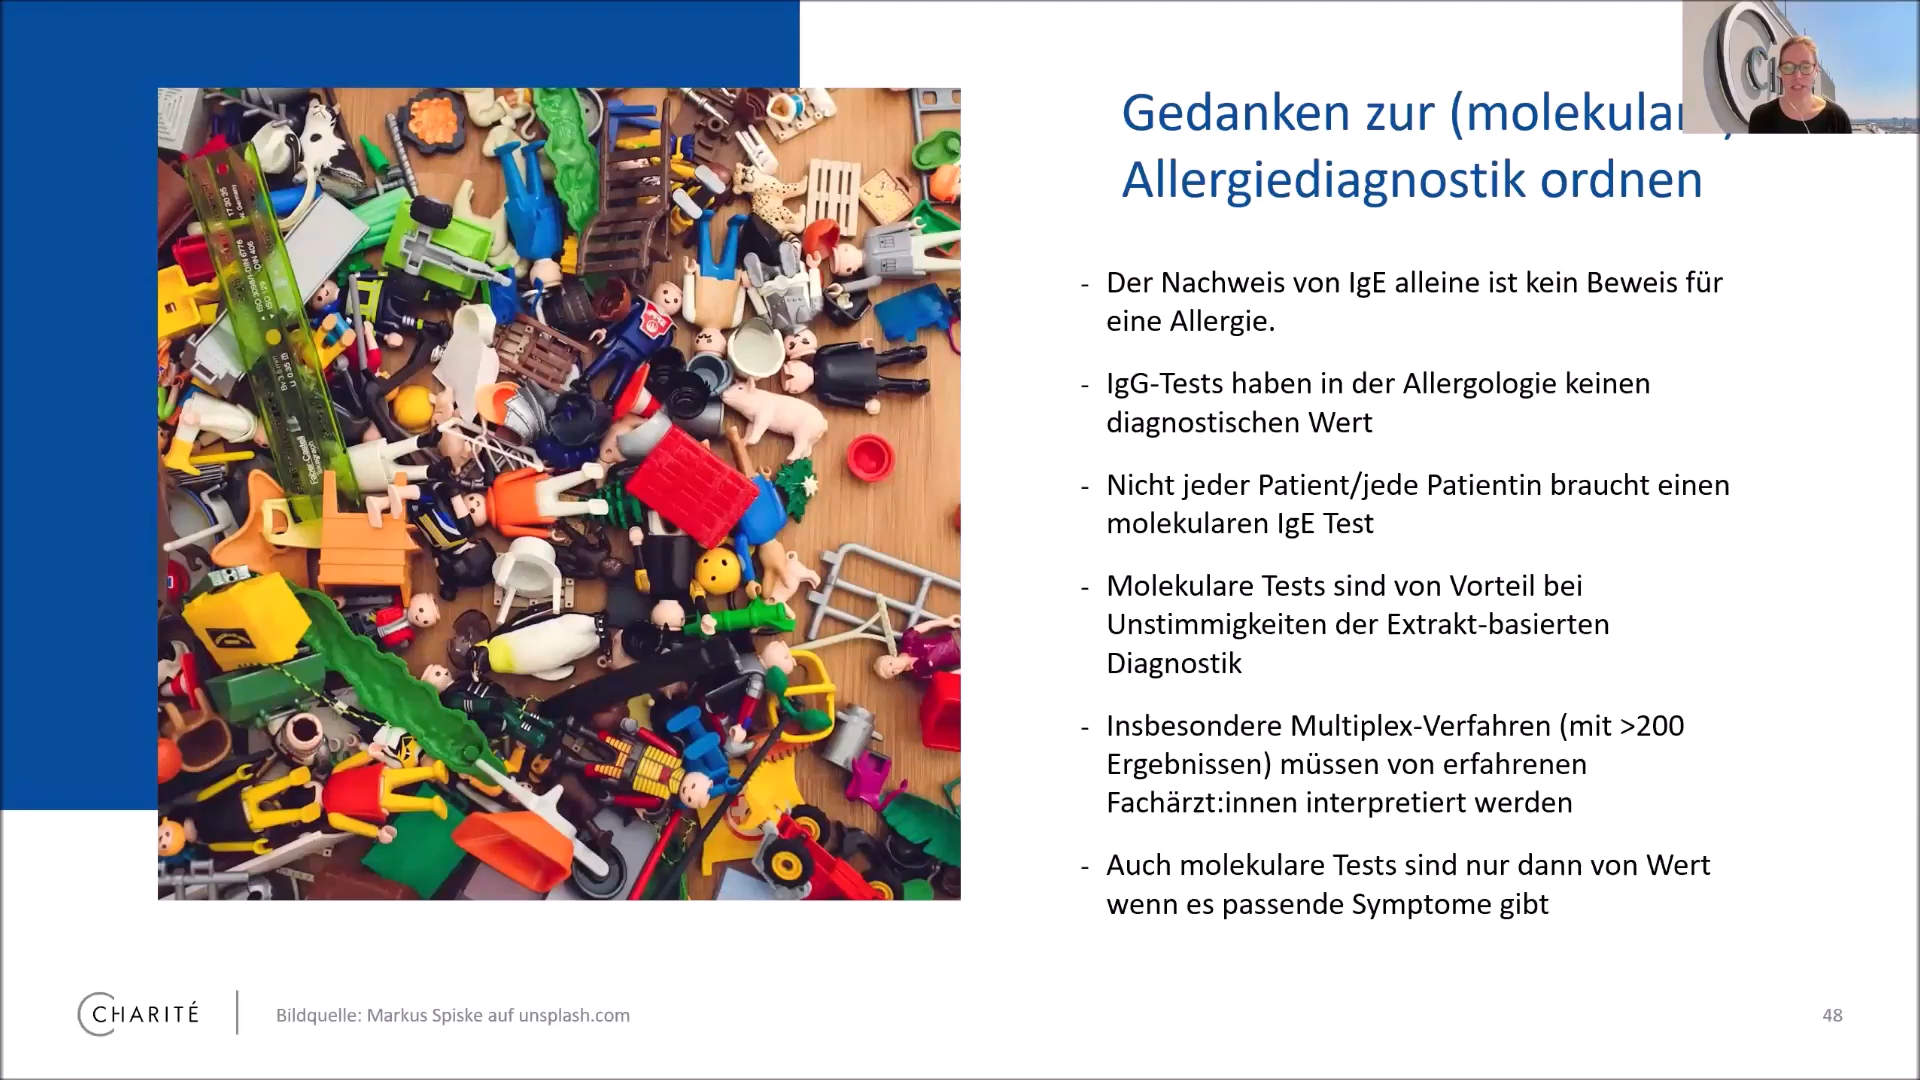 Gedanken zur (molekularen)
Allergiediagnostik ordnen
- Der Nachweis von IgE alleine ist kein Beweis für
eine Allergie.
- IgG-Tests haben in der Allergologie keinen
diagnostischen Wert
- Nicht jeder Patient/jede Patientin braucht einen
molekularen IgE Test
- Molekulare Tests sind von Vorteil bei
Unstimmigkeiten der Extrakt-basierten
Diagnostik
- Insbesondere Multiplex-Verfahren (mit >200
Ergebnissen) müssen von erfahrenen
Fachärzt:innen interpretiert werden
- Auch molekulare Tests sind nur dann von Wert
wenn es passende Symptome gibt
CHARITÉ
Bildquelle: Markus Spiske auf unsplash.com
48